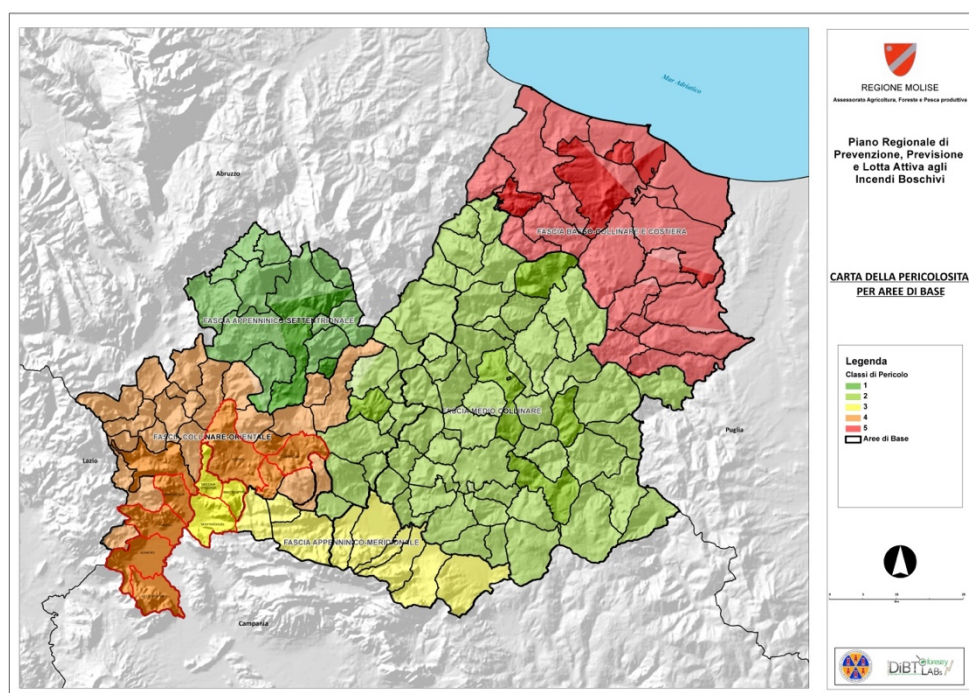 Mar Adriatico
Abruzzo
FASCIA BASSO COLLINARE E COSTIERA
FASCIA APPENNINICO SETTENTRIONALE
FASCIA MEDIO COLLINARE
FASCIA COLLINARE ORIENTALE
Puglia
Lazio
FASCIA APPENNINICO MERIDIONALE
Campania
REGIONE MOLISE
Assessorato Agricoltura, Foreste e Pesca produttiva
Piano Regionale di
Prevenzione, Previsione
e Lotta Attiva agli
Incendi Boschivi
CARTA DELLA PERICOLOSITA
PER AREE DI BASE
Legenda
Classi di Pericolo
1
2
3
4
5
Aree di Base
DiBT
LABs